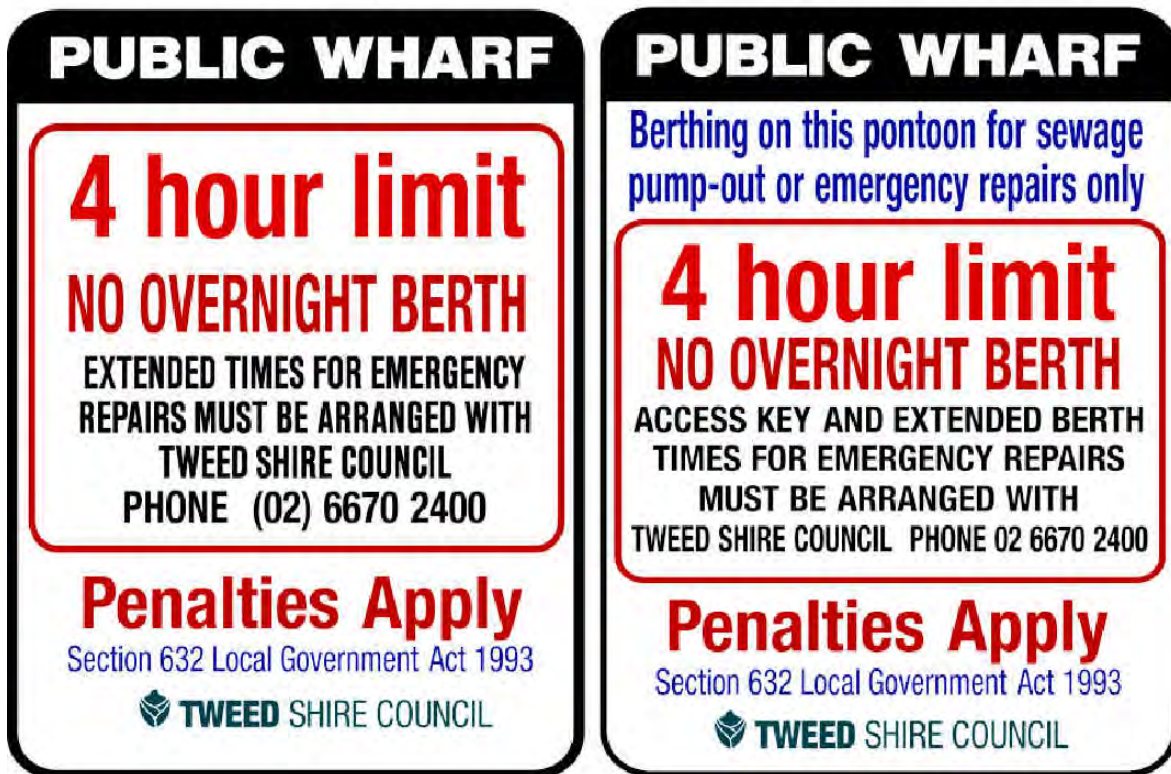 PUBLIC WHARF
4 hour limit
NO OVERNIGHT BERTH
EXTENDED TIMES FOR EMERGENCY
REPAIRS MUST BE ARRANGED WITH
TWEED SHIRE COUNCIL
PHONE (02) 6670 2400
Penalties Apply
Section 632 Local Government Act 1993
TWEED SHIRE COUNCIL
PUBLIC WHARF
Berthing on this pontoon for sewage
pump-out or emergency repairs only
4 hour limit
NO OVERNIGHT BERTH
ACCESS KEY AND EXTENDED BERTH
TIMES FOR EMERGENCY REPAIRS
MUST BE ARRANGED WITH
TWEED SHIRE COUNCIL PHONE 02 6670 2400
Penalties Apply
Section 632 Local Government Act 1993
TWEED SHIRE COUNCIL